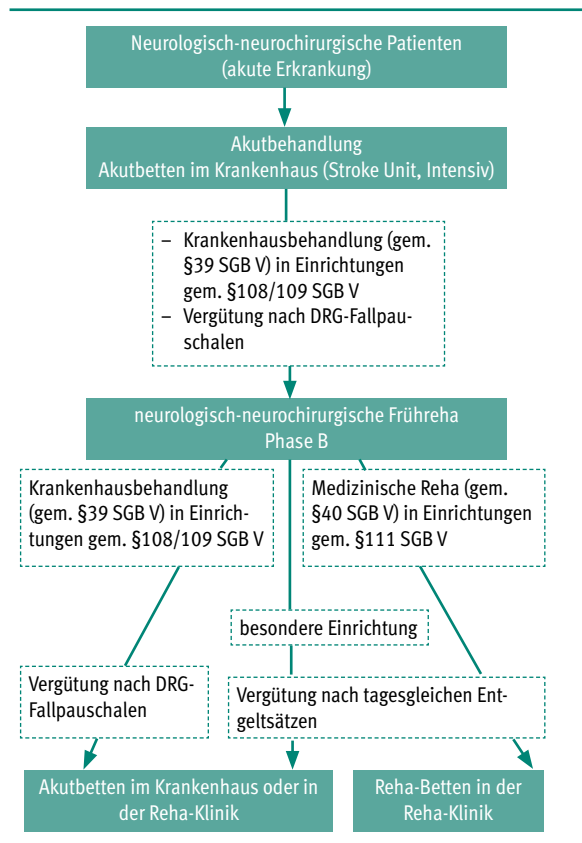 Neurologisch-neurochirurgische Patienten
(akute Erkrankung)
Akutbehandlung
Akutbetten im Krankenhaus (Stroke Unit, Intensiv)
– Krankenhausbehandlung (gem.
§39 SGB V) in Einrichtungen
gem. §108/109 SGB V
– Vergütung nach DRG-Fallpau-
schalen
neurologisch-neurochirurgische Frühreha
Phase B
Krankenhausbehandlung
(gem. §39 SGB V) in Einrich-
tungen gem. §108/109 SGB V
Medizinische Reha (gem.
§40 SGB V) in Einrichtungen
gem. §111 SGB V
besondere Einrichtung
Vergütung nach DRG-
Fallpauschalen
Vergütung nach tagesgleichen Ent-
geltsätzen
Akutbetten im Krankenhaus oder in
der Reha-Klinik
Reha-Betten in der
Reha-Klinik